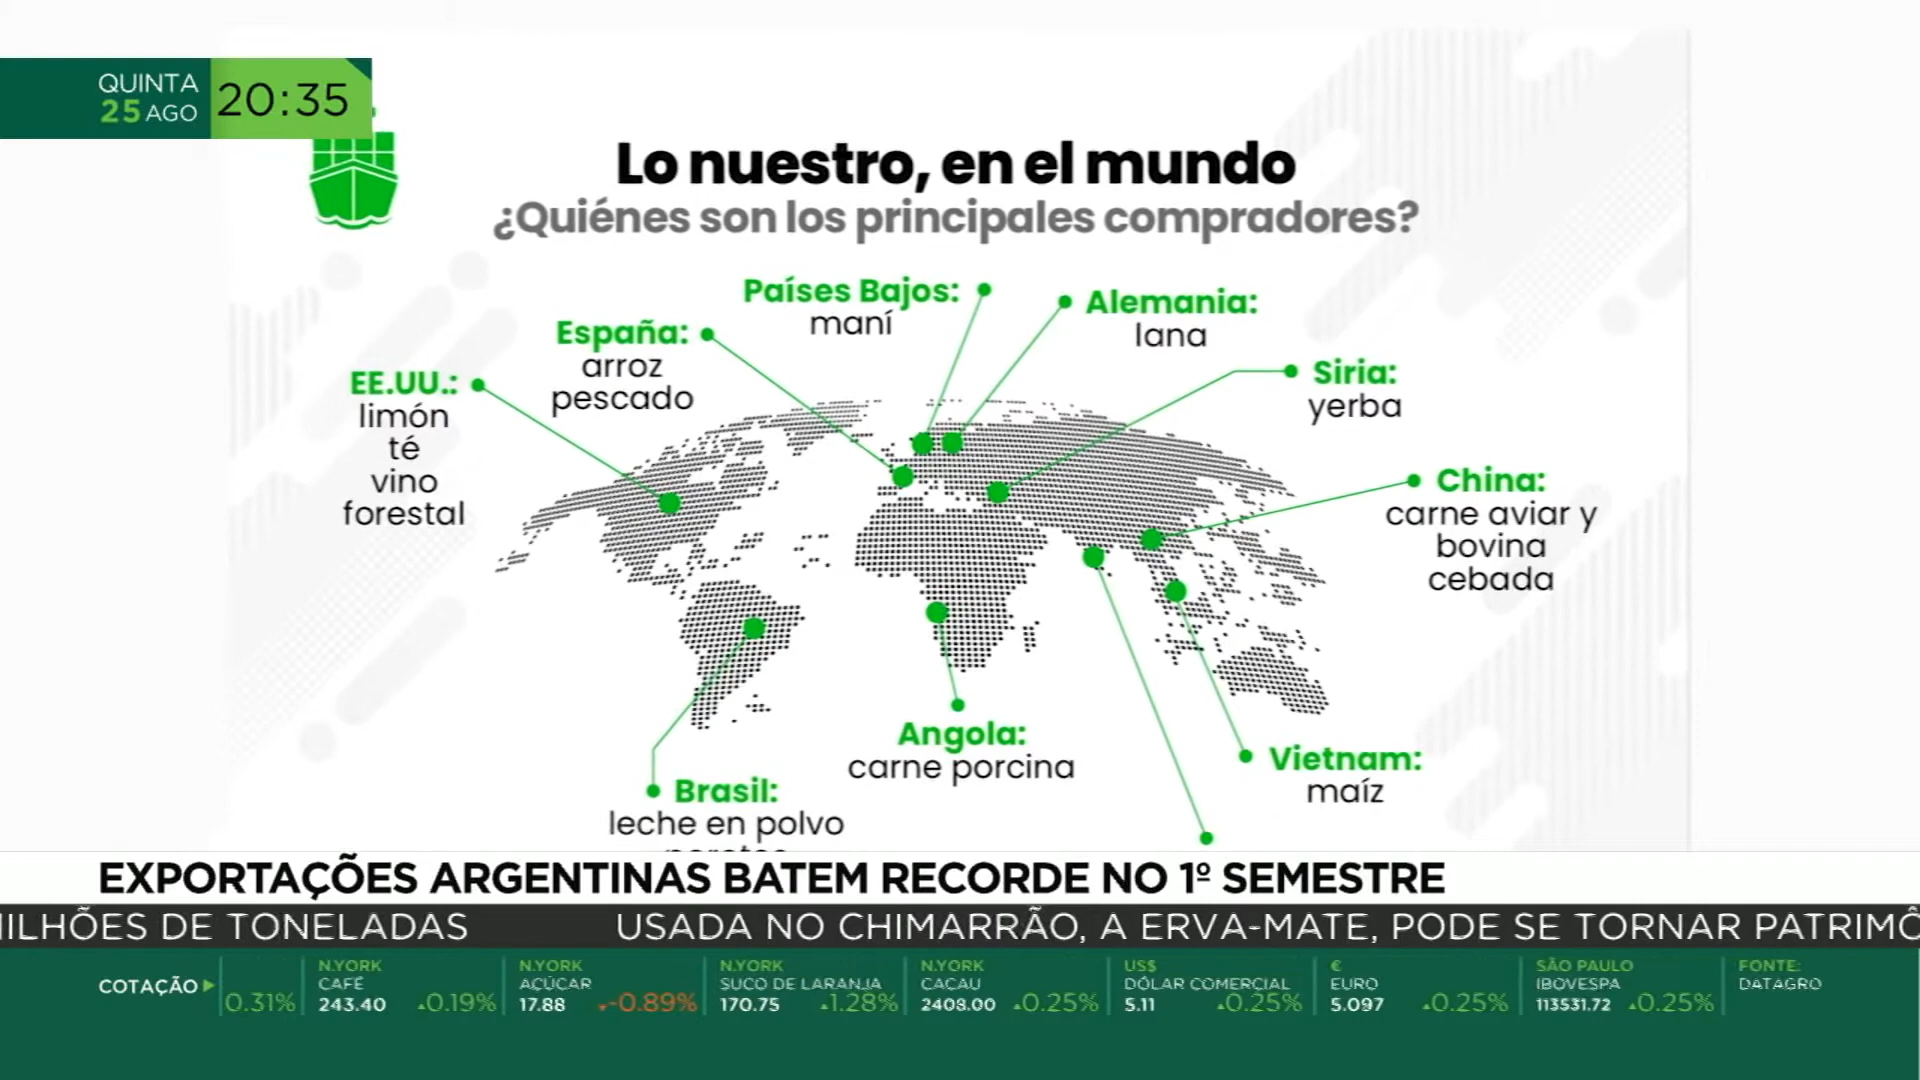 QUINTA
25 AGO
20:35
Lo nuestro, en el mundo
¿Quiénes son los principales compradores?
Países Bajos:
maní
Alemania:
lana
España:
arroz
pescado
Siria:
yerba
EE.UU.:
limón
té
vino
forestal
China:
carne aviar y
bovina
cebada
Angola:
carne porcina
Vietnam:
maíz
Brasil:
leche en polvo
EXPORTAÇÕES ARGENTINAS BATEM RECORDE NO 1º SEMESTRE
DE TONELADAS USADA NO CHIMARRÃO, A ERVA-MATE, PODE SE TORNAR
COTAÇÃO
0.31%
N.YORK
CAFÉ
243.40 0.19%
N.YORK
AÇÚCAR
17.88 -0.89%
N.YORK
SUCO DE LARANJA
170.75 1.28%
N.YORK
CACAU
2408.00 0.25%
US$
DÓLAR COMERCIAL
5.11 0.25%
€
EURO
5.097 0.25%
SÃO PAULO
IBOVESPA
113531.72 0.25%
FONTE:
DATAGRO